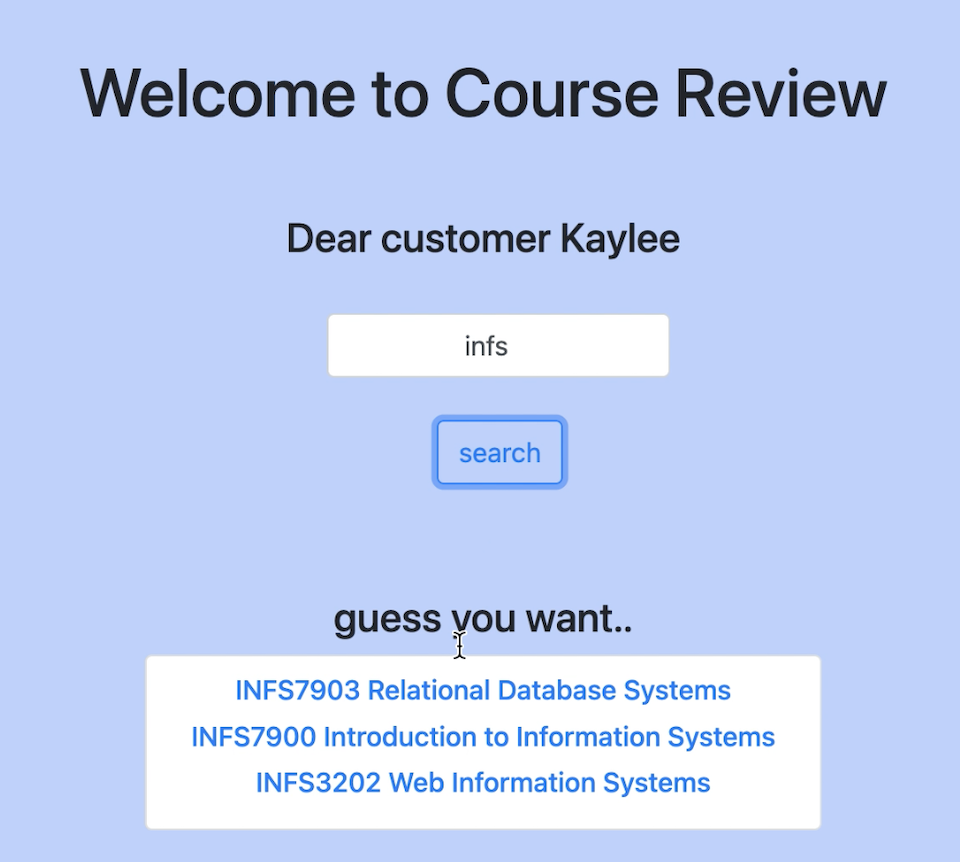 Welcome to Course Review
Dear customer Kaylee
infs
search
guess you want..
INFS7903 Relational Database Systems
INFS7900 Introduction to Information Systems
INFS3202 Web Information Systems